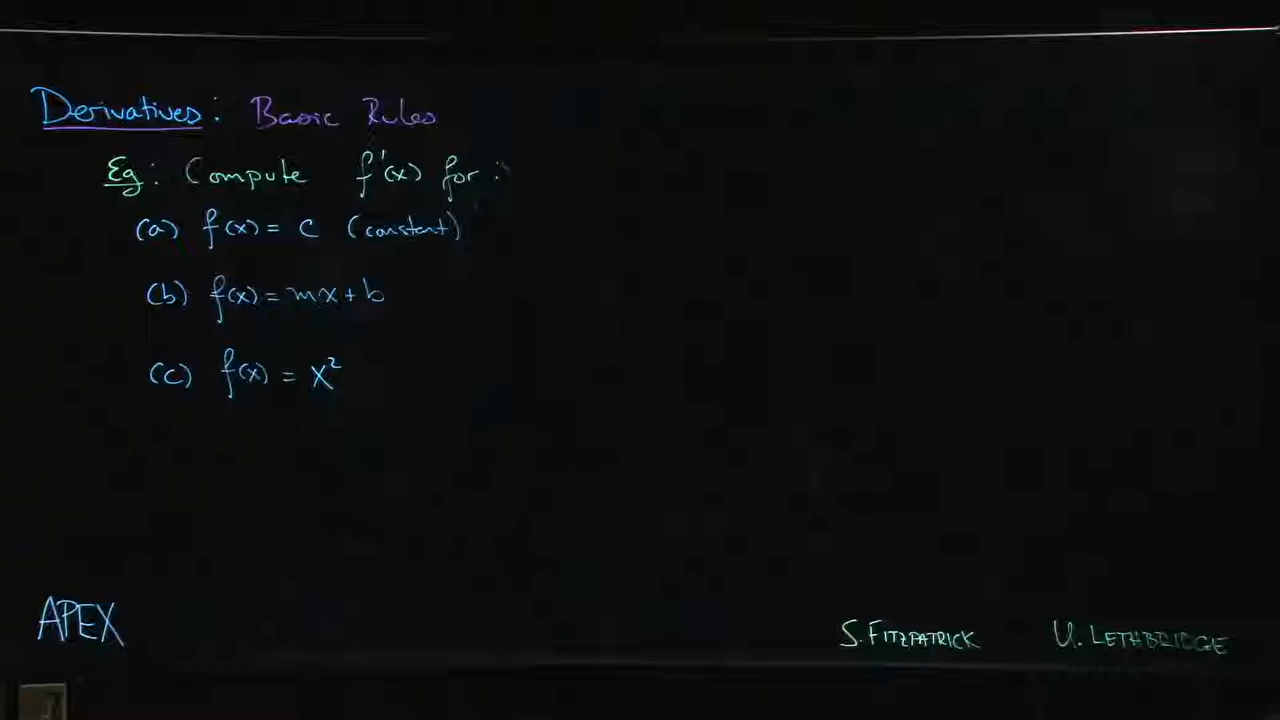 Derivatives: Basic Rules
Eg: Compute f'(x) for:
(a) f(x) = c (constant)
(b) f(x) = mx + b
(c) f(x) = x²
APEX
S. FITZPATRICK U. LETHBRIDGE